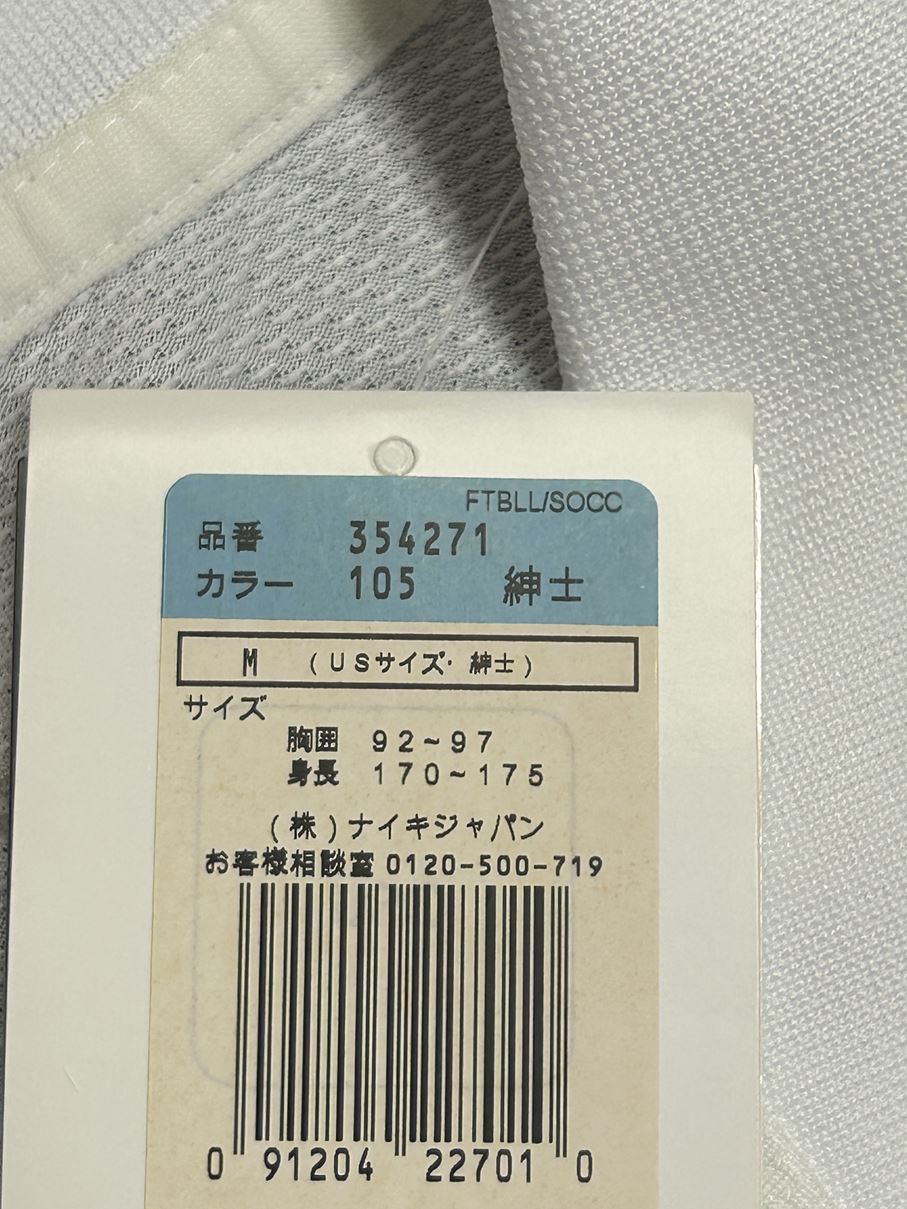 FTBLL/SOCC
品番 354271
カラー 105 紳士
M (USサイズ・紳士)
サイズ
胸囲 92~97
身長 170~175
(株)ナイキジャパン
お客様相談室 0120-500-719
0 91204 22701 0